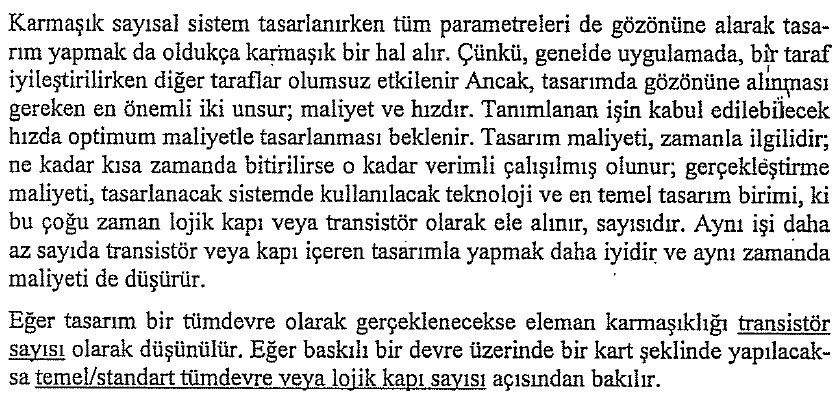 Karmaşık sayısal sistem tasarlanırken tüm parametreleri de gözönüne alarak tasa-
rım yapmak da oldukça karmaşık bir hal alır. Çünkü, genelde uygulamada, bir taraf
iyileştirilirken diğer taraflar olumsuz etkilenir Ancak, tasarımda gözönüne alınması
gereken en önemli iki unsur; maliyet ve hızdır. Tanımlanan işin kabul edilebilecek
hızda optimum maliyetle tasarlanması beklenir. Tasarım maliyeti, zamanla ilgilidir;
ne kadar kısa zamanda bitirilirse o kadar verimli çalışılmış olunur; gerçekleştirme
maliyeti, tasarlanacak sistemde kullanılacak teknoloji ve en temel tasarım birimi, ki
bu çoğu zaman lojik kapı veya transistör olarak ele alınır, sayısıdır. Aynı işi daha
az sayıda transistör veya kapı içeren tasarımla yapmak daha iyidir ve aynı zamanda
maliyeti de düşürür.
Eğer tasarım bir tümdevre olarak gerçeklenecekse eleman karmaşıklığı transistör
sayısı olarak düşünülür. Eğer baskılı bir devre üzerinde bir kart şeklinde yapılacak-
sa temel/standart tümdevre veya lojik kapı sayısı açısından bakılır.